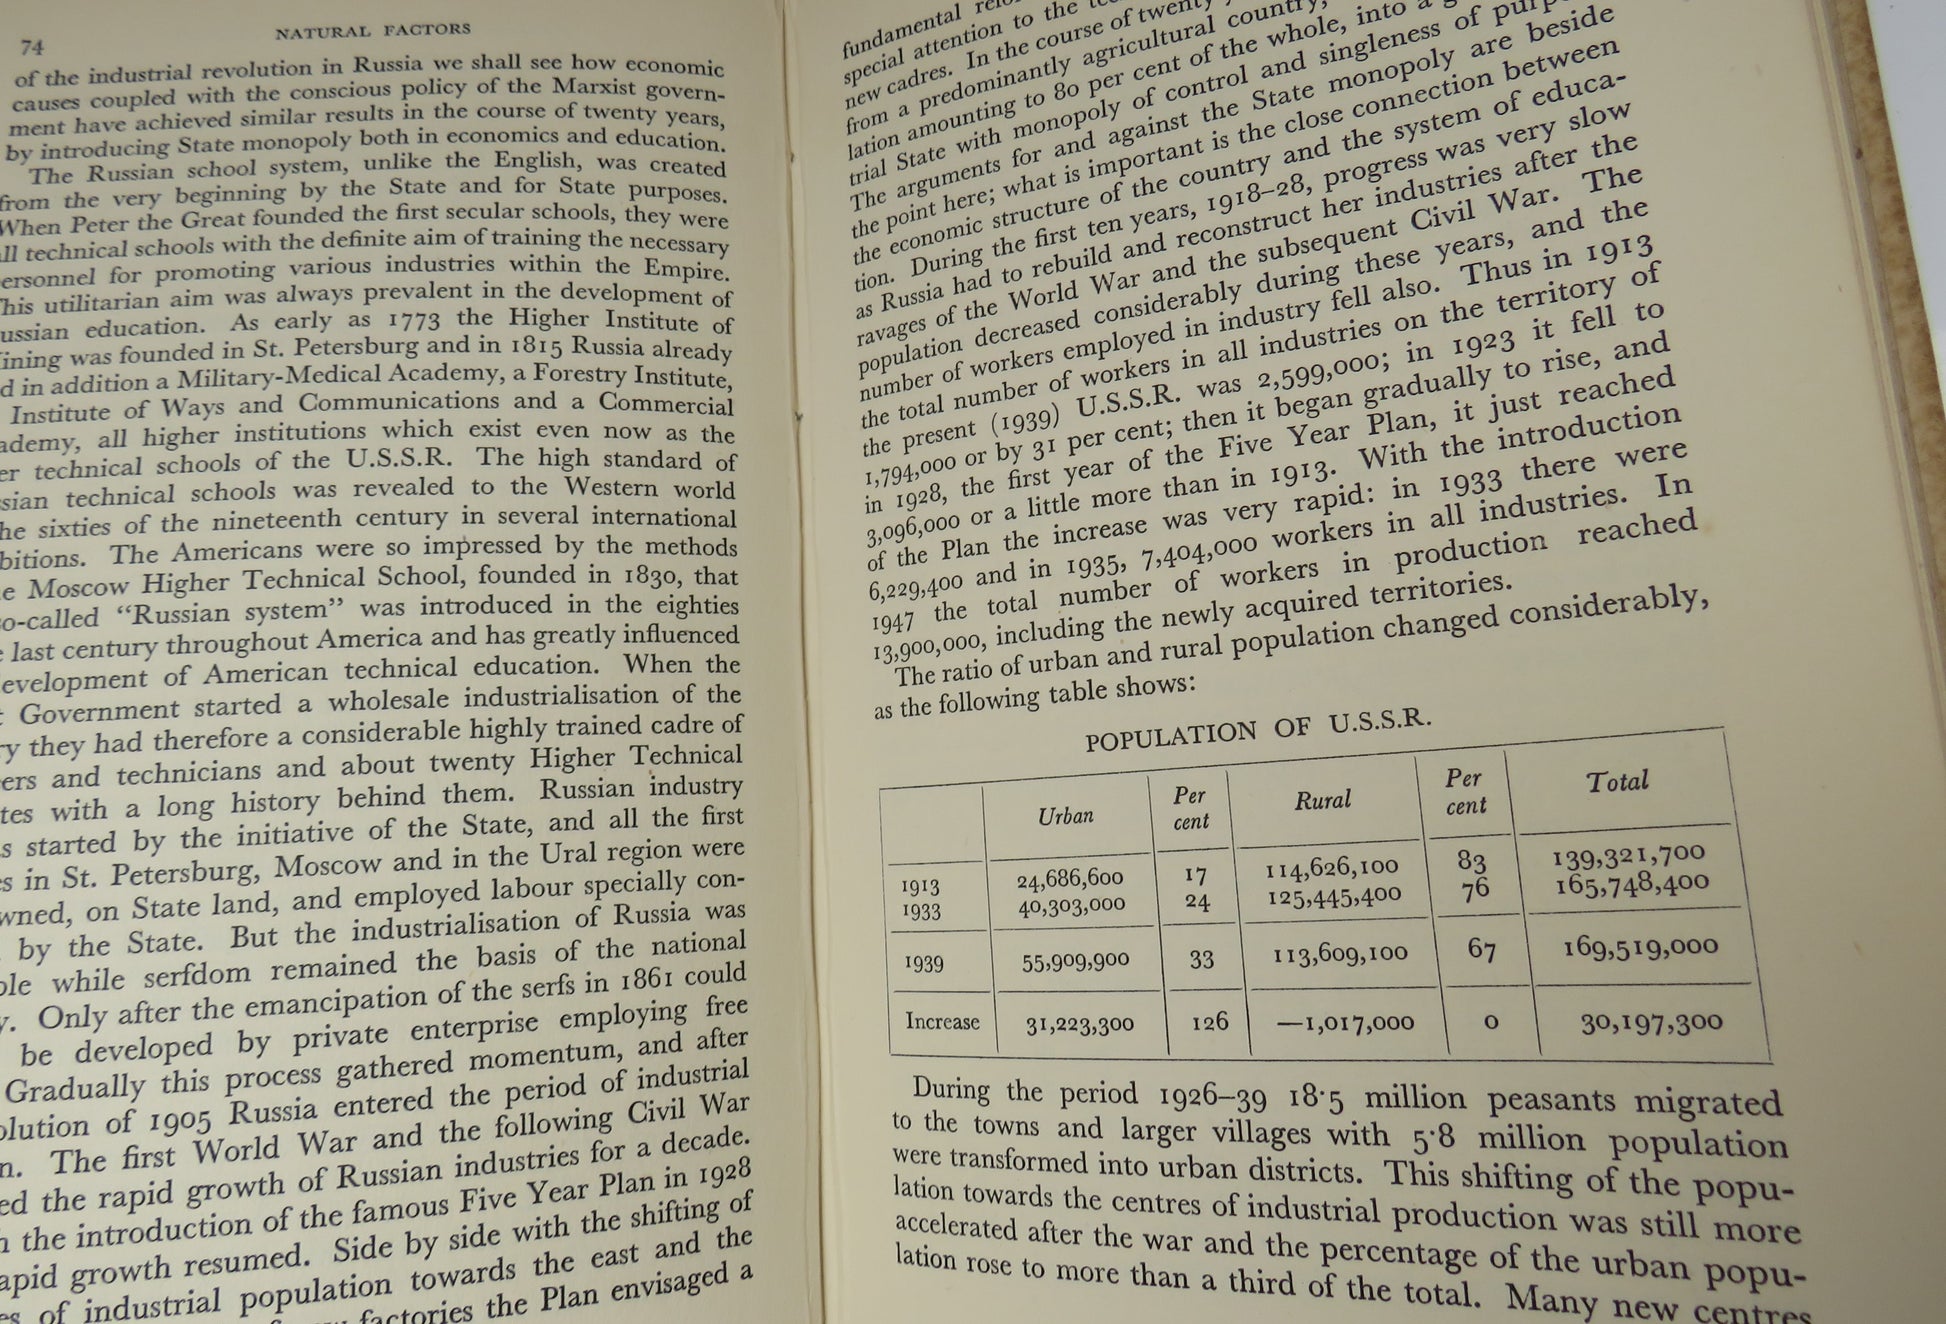 74
NATURAL FACTORS
of the industrial revolution in Russia we shall see how economic
causes coupled with the conscious policy of the Marxist govern-
ment have achieved similar results in the course of twenty years,
by introducing State monopoly both in economics and education.
The Russian school system, unlike the English, was created
from the very beginning by the State and for State purposes.
When Peter the Great founded the first secular schools, they were
ll technical schools with the definite aim of training the necessary
ersonnel for promoting various industries within the Empire.
his utilitarian aim was always prevalent in the development of
ussian education. As early as 1773 the Higher Institute of
ining was founded in St. Petersburg and in 1815 Russia already
d in addition a Military-Medical Academy, a Forestry Institute,
Institute of Ways and Communications and a Commercial
ademy, all higher institutions which exist even now as the
er technical schools of the U.S.S.R. The high standard of
ssian technical schools was revealed to the Western world
he sixties of the nineteenth century in several international
bitions. The Americans were so impressed by the methods
e Moscow Higher Technical School, founded in 1830, that
o-called “Russian system” was introduced in the eighties
e last century throughout America and has greatly influenced
evelopment of American technical education. When the
t Government started a wholesale industrialisation of the
ry they had therefore a considerable highly trained cadre of
ers and technicians and about twenty Higher Technical
tes with a long history behind them. Russian industry
s started by the initiative of the State, and all the first
s in St. Petersburg, Moscow and in the Ural region were
wned, on State land, and employed labour specially con-
by the State. But the industrialisation of Russia was
ble while serfdom remained the basis of the national
y. Only after the emancipation of the serfs in 1861 could
be developed by private enterprise employing free
Gradually this process gathered momentum, and after
olution of 1905 Russia entered the period of industrial
n. The first World War and the following Civil War
ed the rapid growth of Russian industries for a decade.
h the introduction of the famous Five Year Plan in 1928
apid growth resumed. Side by side with the shifting of
es of industrial population towards the east and the
factories the Plan envisaged a
fundamental
special attention to the
new cadres. In the course of twenty
from a predominantly agricultural country,
lation amounting to 80 per cent of the whole, into a
trial State with monopoly of control and singleness of
The arguments for and against the State monopoly are beside
the point here; what is important is the close connection between
the economic structure of the country and the system of educa-
tion. During the first ten years, 1918–28, progress was very slow
as Russia had to rebuild and reconstruct her industries after the
ravages of the World War and the subsequent Civil War. The
population decreased considerably during these years, and the
number of workers employed in industry fell also. Thus in 1913
the total number of workers in all industries on the territory of
the present (1939) U.S.S.R. was 2,599,000; in 1923 it fell to
1,794,000 or by 31 per cent; then it began gradually to rise, and
in 1928, the first year of the Five Year Plan, it just reached
3,096,000 or a little more than in 1913. With the introduction
of the Plan the increase was very rapid: in 1933 there were
6,229,400 and in 1935, 7,404,000 workers in all industries. In
1947 the total number of workers in production reached
13,900,000, including the newly acquired territories.
The ratio of urban and rural population changed considerably,
as the following table shows:
POPULATION OF U.S.S.R.
Urban Per cent Rural Per cent Total
1913 24,686,600 17 114,626,100 83 139,321,700
1933 40,303,000 24 125,445,400 76 165,748,400
1939 55,909,900 33 113,609,100 67 169,519,000
Increase 31,223,300 126 —1,017,000 0 30,197,300
During the period 1926–39 18·5 million peasants migrated
to the towns and larger villages with 5·8 million population
were transformed into urban districts. This shifting of the popu-
lation towards the centres of industrial production was still more
accelerated after the war and the percentage of the urban popu-
lation rose to more than a third of the total. Many new centres